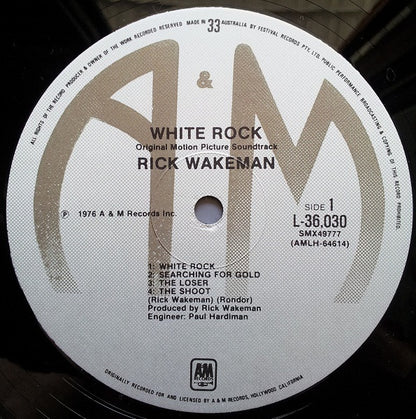 ALL RIGHTS OF THE RECORD PRODUCER & OWNER OF THE WORK RECORDED RESERVED MADE IN 33 AUSTRALIA BY FESTIVAL RECORDS PTY. LTD. PUBLIC PERFORMANCE BROADCASTING & COPYING OF THIS RECORD PROHIBITED.
A & M
WHITE ROCK
Original Motion Picture Soundtrack
RICK WAKEMAN
SIDE 1
℗ 1976 A & M Records Inc.
L-36,030
SMX49777
(AMLH-64614)
1: WHITE ROCK
2: SEARCHING FOR GOLD
3: THE LOSER
4: THE SHOOT
(Rick Wakeman) (Rondor)
Produced by Rick Wakeman
Engineer: Paul Hardiman
A&M
RECORDS
ORIGINALLY RECORDED FOR AND LICENSED BY A & M RECORDS, HOLLYWOOD CALIFORNIA